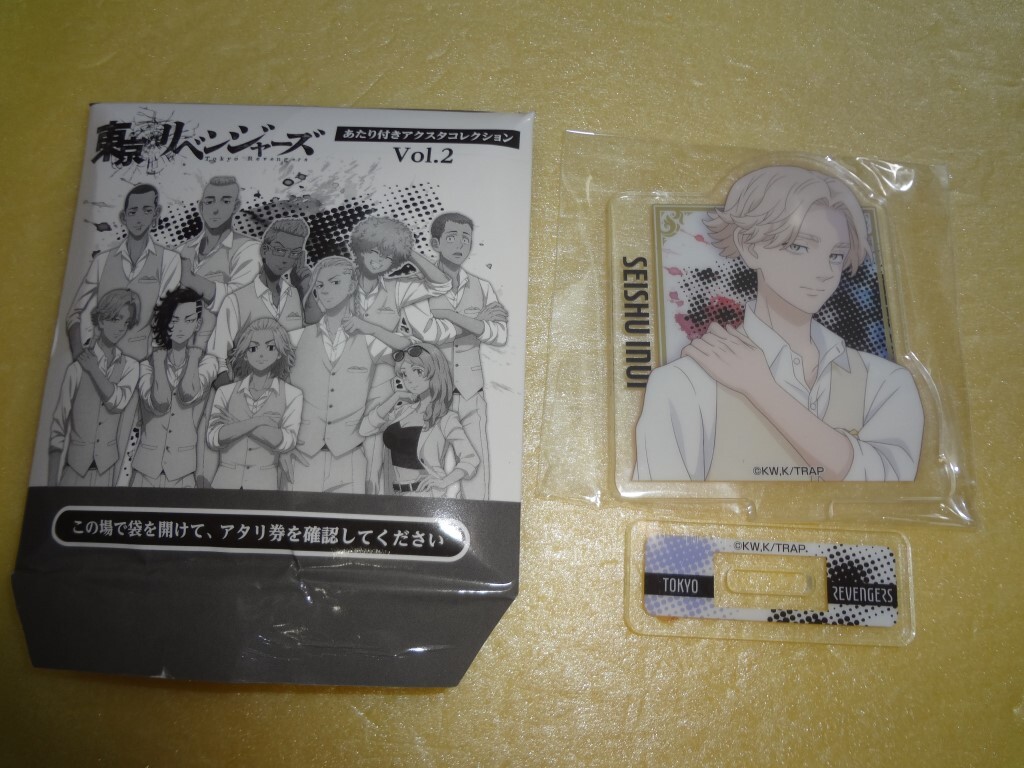 東京リベンジャーズ
Tokyo Revengers
あたり付きアクスタコレクション
Vol.2
この場で袋を開けて、アタリ券を確認してください
SEISHU INUI
©KW,K/TRAP
©KW,K/TRAP.
TOKYO
REVENGERS